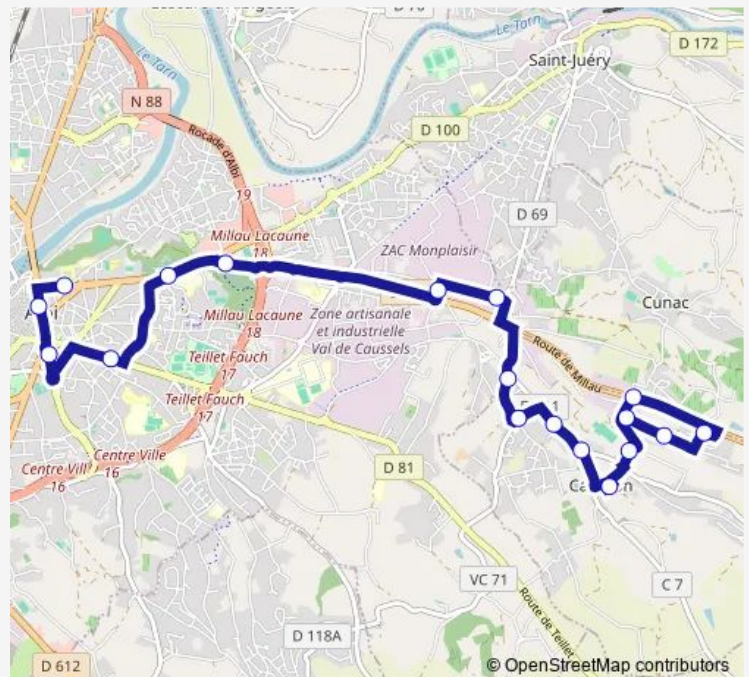 D 70
Le Tarn
D 172
Saint-Juéry
Le Tarn
N 88
Rocade d'Albi
D 100
19
D 69
Millau Lacaune
18
ZAC Monplaisir
Cunac
Millau Lacaune
18
Zone artisanale
et industrielle
Val de Caussels
Route de Millau
Teillet Fauch
17
Teillet Fauch
17
Centre Ville
16
Centre Vill
16
D 81
VC 71
C 7
Route de Teillet
D 118A
D 612
© OpenStreetMap contributors